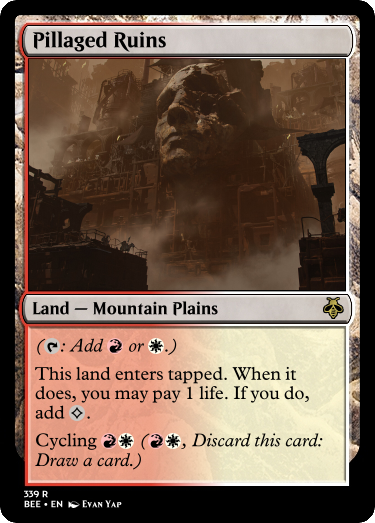 Pillaged Ruins
Land — Mountain Plains
({T}: Add {R} or {W}.)
This land enters tapped. When it
does, you may pay 1 life. If you do,
add {C}.
Cycling {R}{W} ({R}{W}, Discard this card:
Draw a card.)
339 R
BEE • EN Evan Yap